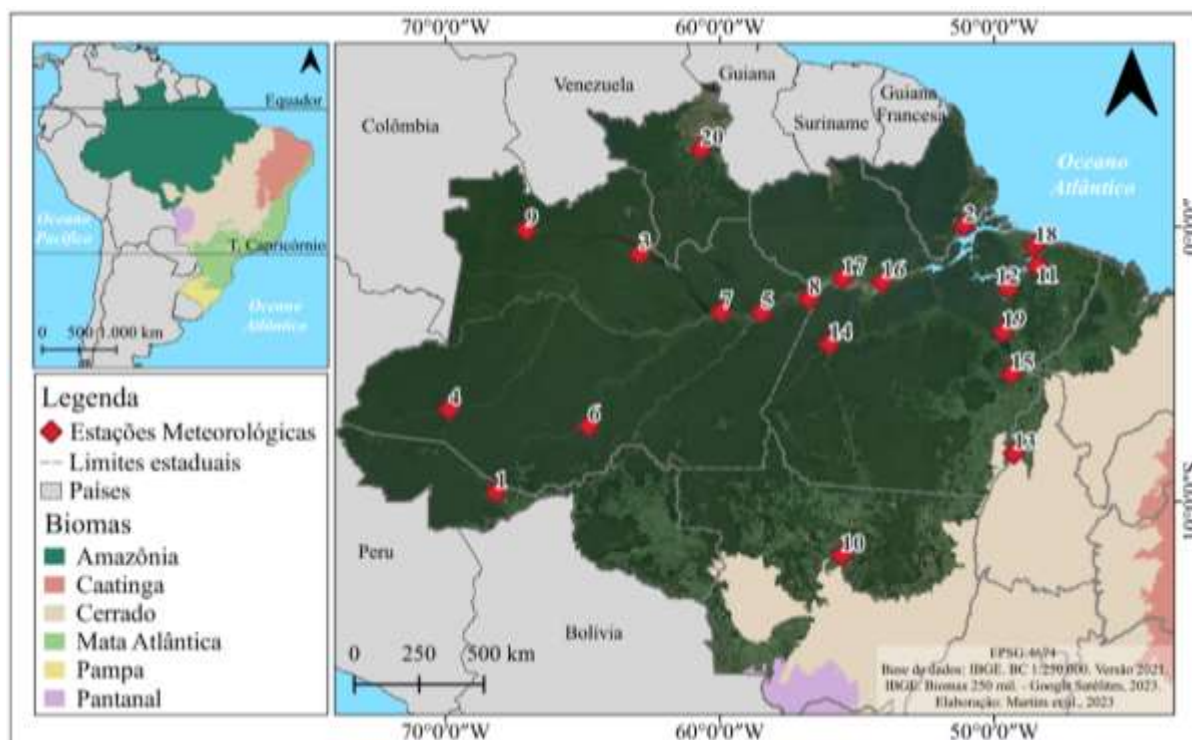 70°0'0"W 60°0'0"W 50°0'0"W
Equador
Oceano
Pacífico
T. Capricórnio
Oceano
Atlântico
0 500 1.000 km
Legenda
Estações Meteorológicas
Limites estaduais
Países
Biomas
Amazônia
Caatinga
Cerrado
Mata Atlântica
Pampa
Pantanal
Venezuela
Guiana
Colômbia
Suriname
Guiana
Francesa
Oceano
Atlântico
20
9
2
3
18
17
16
11
12
7
5
8
14
19
15
4
6
13
1
10
Peru
Bolívia
0 250 500 km
EPSG:4674
Base de dados: IBGE. BC 1:250.000. Versão 2021.
IBGE: Biomas 250 mil. - Google Satélites, 2023.
Elaboração: Martins et al., 2023
70°0'0"W 60°0'0"W 50°0'0"W